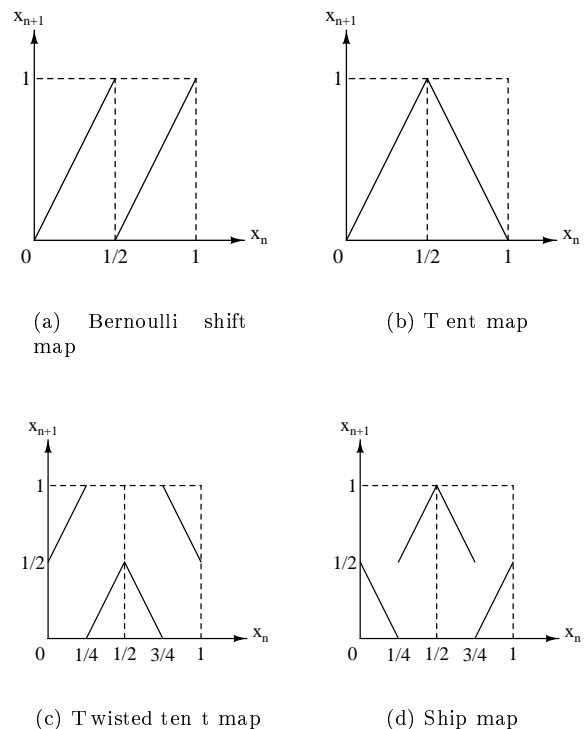 x_{n+1}
1
0
1/2
1
x_n
(a) Bernoulli shift
map
x_{n+1}
1
0
1/2
1
x_n
(b) T ent map
x_{n+1}
1
1/2
0
1/4
1/2
3/4
1
x_n
(c) T wisted ten t map
x_{n+1}
1
1/2
0
1/4
1/2
3/4
1
x_n
(d) Ship map